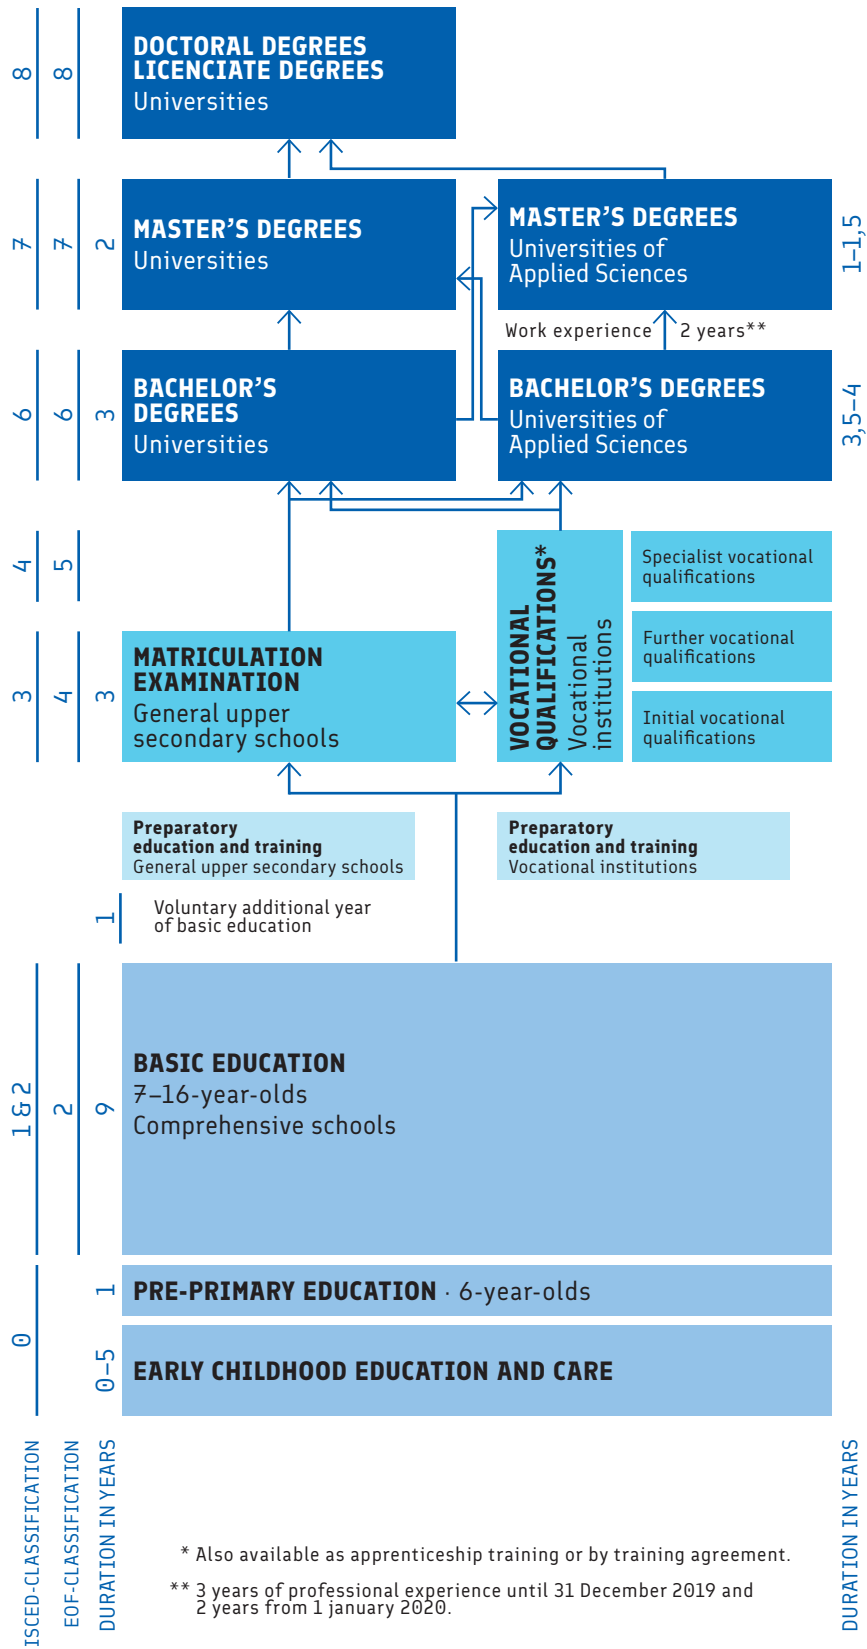 8
8
DOCTORAL DEGREES
LICENCIATE DEGREES
Universities
7
7
2
MASTER'S DEGREES
Universities
MASTER'S DEGREES
Universities of
Applied Sciences
1–1,5
Work experience
2 years**
6
6
3
BACHELOR'S
DEGREES
Universities
BACHELOR'S DEGREES
Universities of
Applied Sciences
3,5–4
4
5
VOCATIONAL
QUALIFICATIONS*
Vocational
institutions
Specialist vocational
qualifications
Further vocational
qualifications
Initial vocational
qualifications
3
4
3
MATRICULATION
EXAMINATION
General upper
secondary schools
Preparatory
education and training
General upper secondary schools
Preparatory
education and training
Vocational institutions
1
Voluntary additional year
of basic education
1 & 2
2
9
BASIC EDUCATION
7–16-year-olds
Comprehensive schools
0
1
PRE-PRIMARY EDUCATION · 6-year-olds
0–5
EARLY CHILDHOOD EDUCATION AND CARE
ISCED-CLASSIFICATION
EOF-CLASSIFICATION
DURATION IN YEARS
DURATION IN YEARS
* Also available as apprenticeship training or by training agreement.
** 3 years of professional experience until 31 December 2019 and
2 years from 1 january 2020.